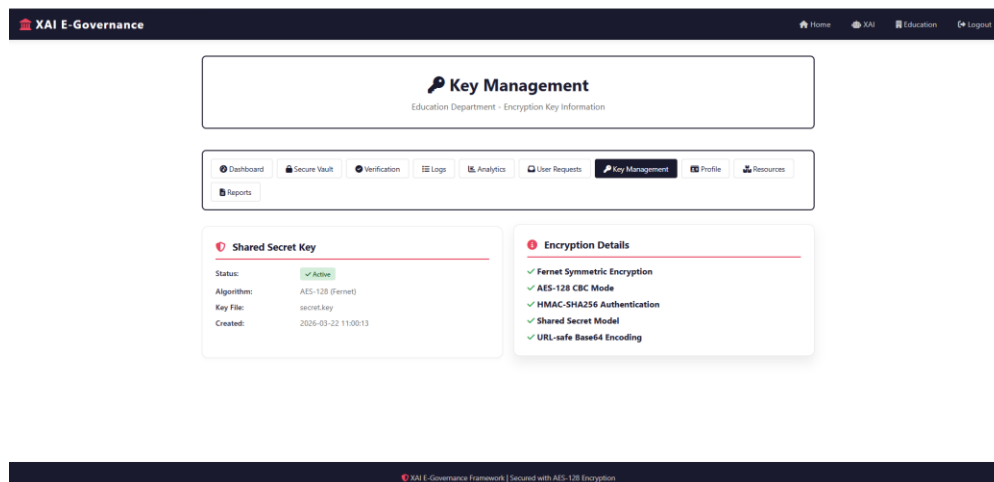 XAI E-Governance
Home XAI Education Logout
Key Management
Education Department - Encryption Key Information
Dashboard Secure Vault Verification Logs Analytics User Requests Key Management Profile Resources
Reports
Shared Secret Key
Status: Active
Algorithm: AES-128 (Fernet)
Key File: secret.key
Created: 2026-03-22 11:00:13
Encryption Details
Fernet Symmetric Encryption
AES-128 CBC Mode
HMAC-SHA256 Authentication
Shared Secret Model
URL-safe Base64 Encoding
XAI E-Governance Framework | Secured with AES-128 Encryption